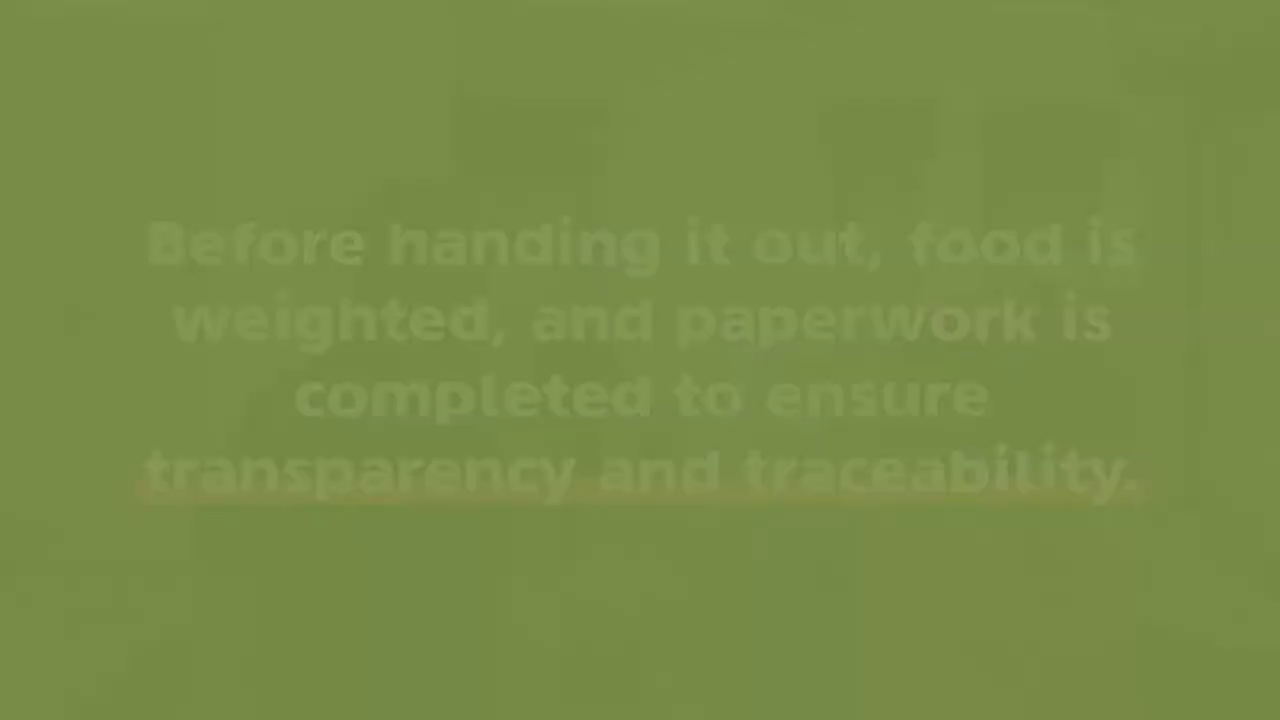 Before handing it out, food is
weighted, and paperwork is
completed to ensure
transparency and traceability.